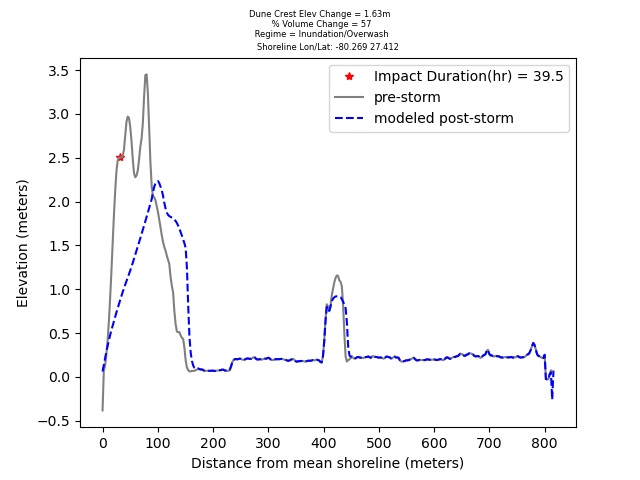 Dune Crest Elev Change = 1.63m
% Volume Change = 57
Regime = Inundation/Overwash
Shoreline Lon/Lat: -80.269 27.412
Impact Duration(hr) = 39.5
pre-storm
modeled post-storm
Elevation (meters)
3.5
3.0
2.5
2.0
1.5
1.0
0.5
0.0
−0.5
0 100 200 300 400 500 600 700 800
Distance from mean shoreline (meters)